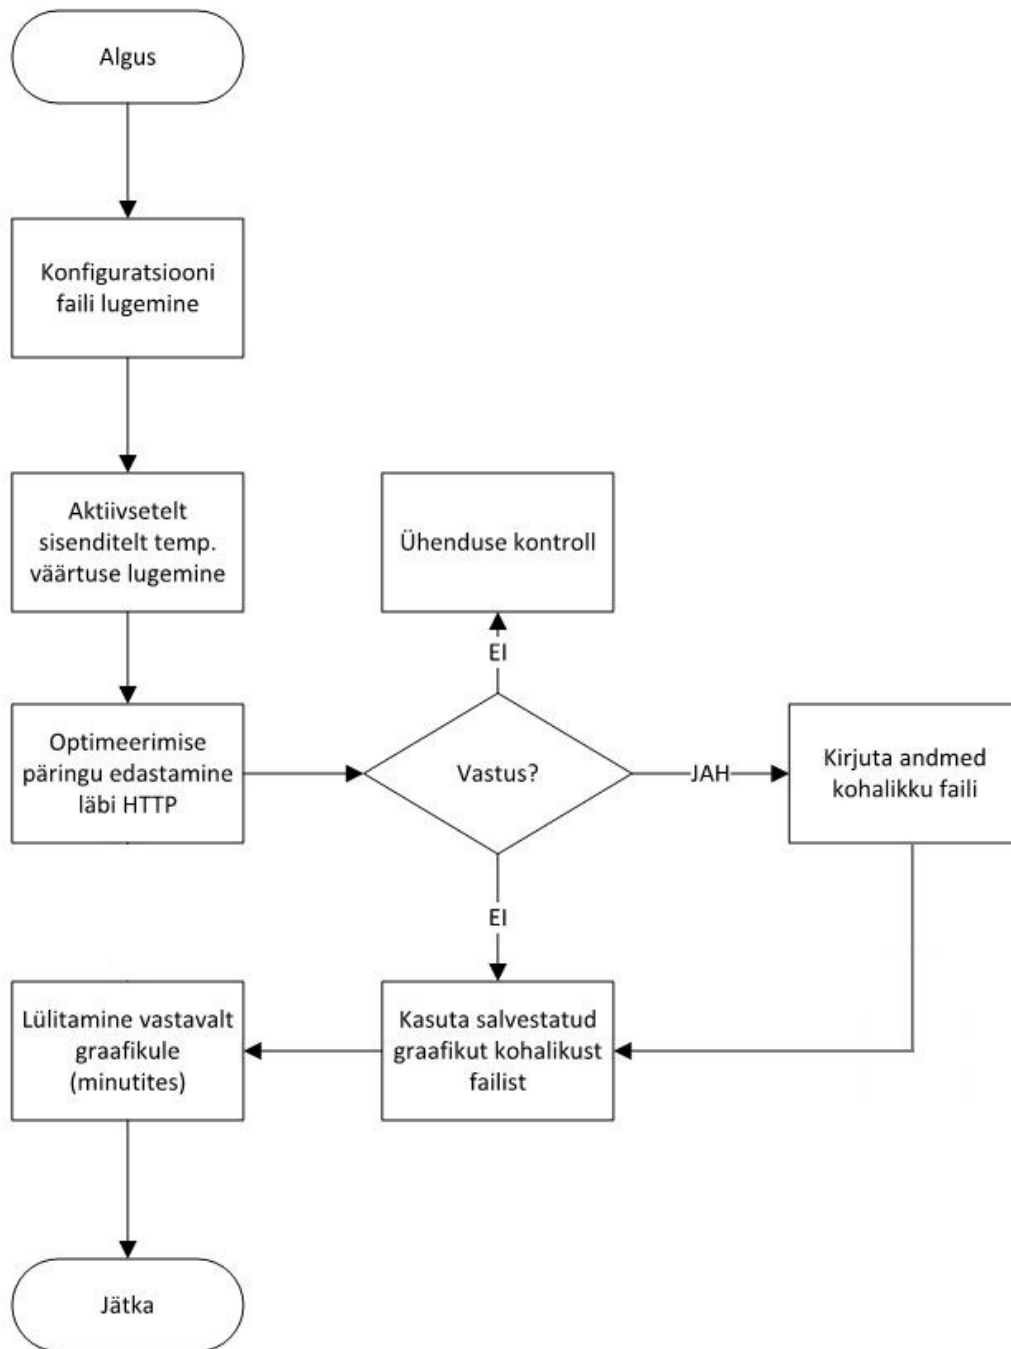 Algus
Konfiguratsiooni
faili lugemine
Aktiivsetelt
sisenditelt temp.
väärtuse lugemine
Ühenduse kontroll
EI
Optimeerimise
päringu edastamine
läbi HTTP
Vastus?
JAH
Kirjuta andmed
kohalikku faili
EI
Lülitamine vastavalt
graafikule
(minutites)
Kasuta salvestatud
graafikut kohalikust
failist
Jätka